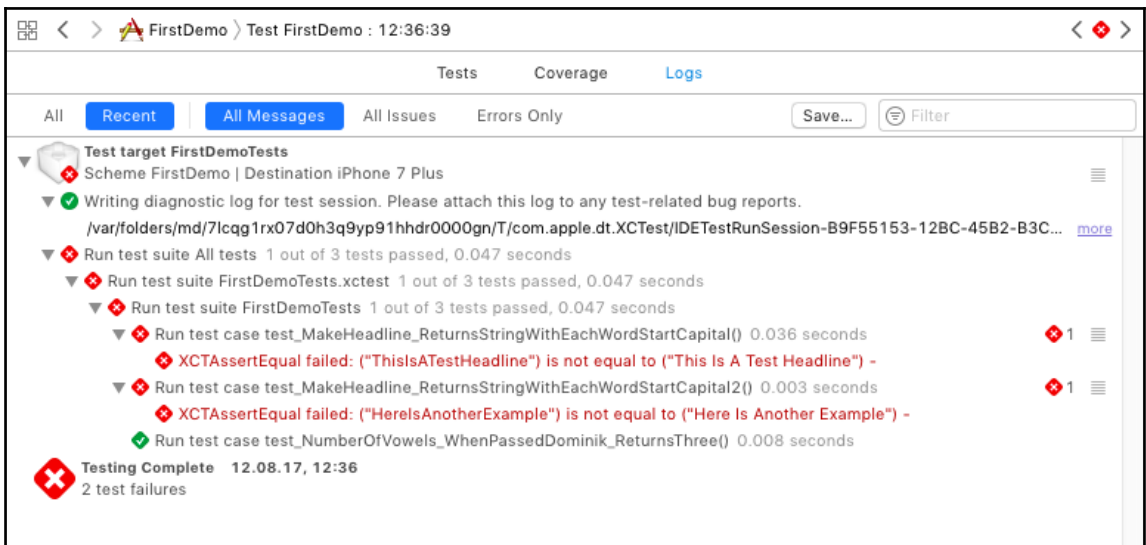 FirstDemo 〉 Test FirstDemo : 12:36:39
Tests Coverage Logs
All Recent All Messages All Issues Errors Only Save... Filter
Test target FirstDemoTests
Scheme FirstDemo | Destination iPhone 7 Plus
Writing diagnostic log for test session. Please attach this log to any test-related bug reports.
/var/folders/md/7lcqg1rx07d0h3q9yp91hhdr0000gn/T/com.apple.dt.XCTest/IDETestRunSession-B9F55153-12BC-45B2-B3C... more
Run test suite All tests 1 out of 3 tests passed, 0.047 seconds
Run test suite FirstDemoTests.xctest 1 out of 3 tests passed, 0.047 seconds
Run test suite FirstDemoTests 1 out of 3 tests passed, 0.047 seconds
Run test case test_MakeHeadline_ReturnsStringWithEachWordStartCapital() 0.036 seconds 1
XCTAssertEqual failed: ("ThisIsATestHeadline") is not equal to ("This Is A Test Headline") -
Run test case test_MakeHeadline_ReturnsStringWithEachWordStartCapital2() 0.003 seconds 1
XCTAssertEqual failed: ("HereIsAnotherExample") is not equal to ("Here Is Another Example") -
Run test case test_NumberOfVowels_WhenPassedDominik_ReturnsThree() 0.008 seconds
Testing Complete 12.08.17, 12:36
2 test failures